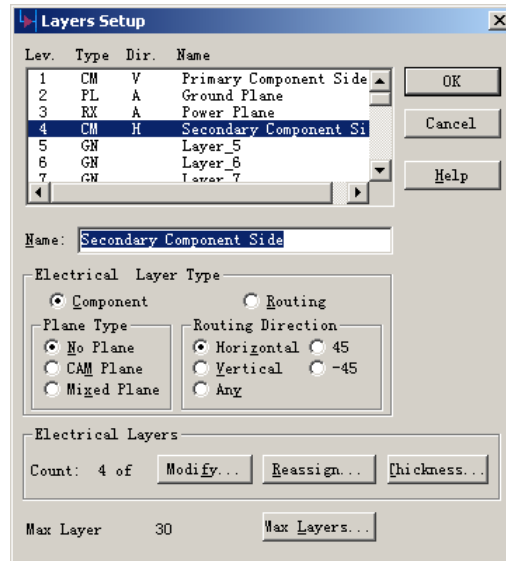 Layers Setup
Lev. Type Dir. Name
1 CM V Primary Component Side
2 PL A Ground Plane
3 RX A Power Plane
4 CM H Secondary Component Si
5 GN Layer_5
6 GN Layer_6
7 GN Layer_7
OK
Cancel
Help
Name: Secondary Component Side
Electrical Layer Type
Component Routing
Plane Type
No Plane
CAM Plane
Mixed Plane
Routing Direction
Horizontal 45
Vertical -45
Any
Electrical Layers
Count: 4 of Modify... Reassign... Thickness...
Max Layer 30 Max Layers...